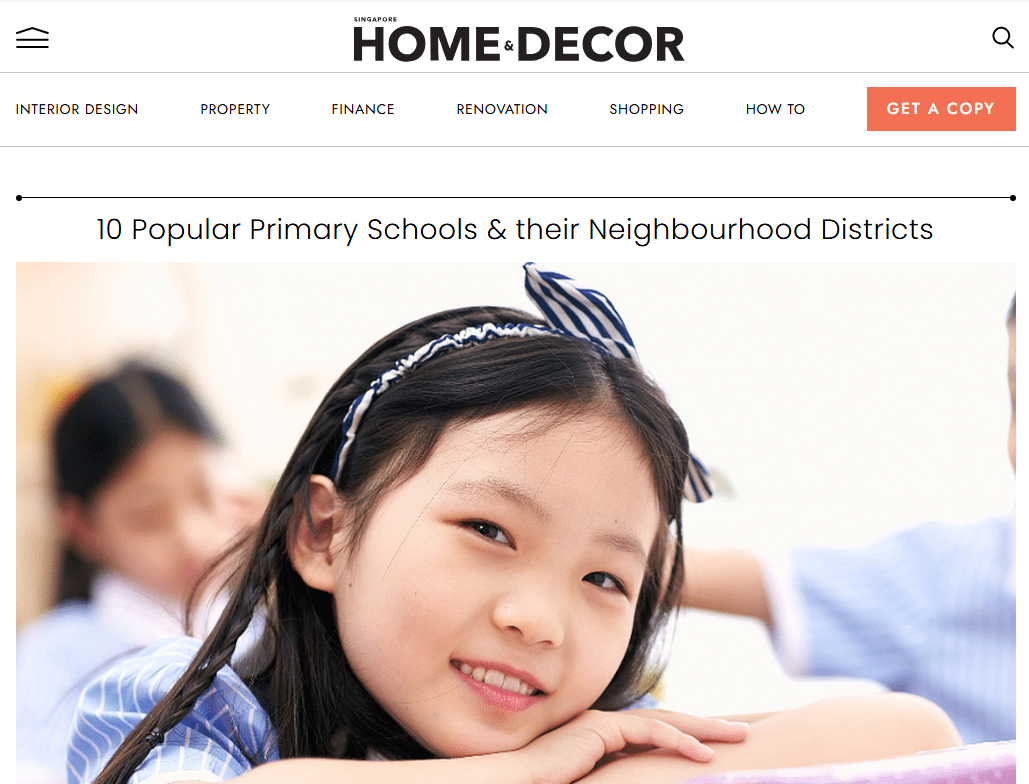 SINGAPORE
HOME & DECOR
INTERIOR DESIGN PROPERTY FINANCE RENOVATION SHOPPING HOW TO GET A COPY
10 Popular Primary Schools & their Neighbourhood Districts